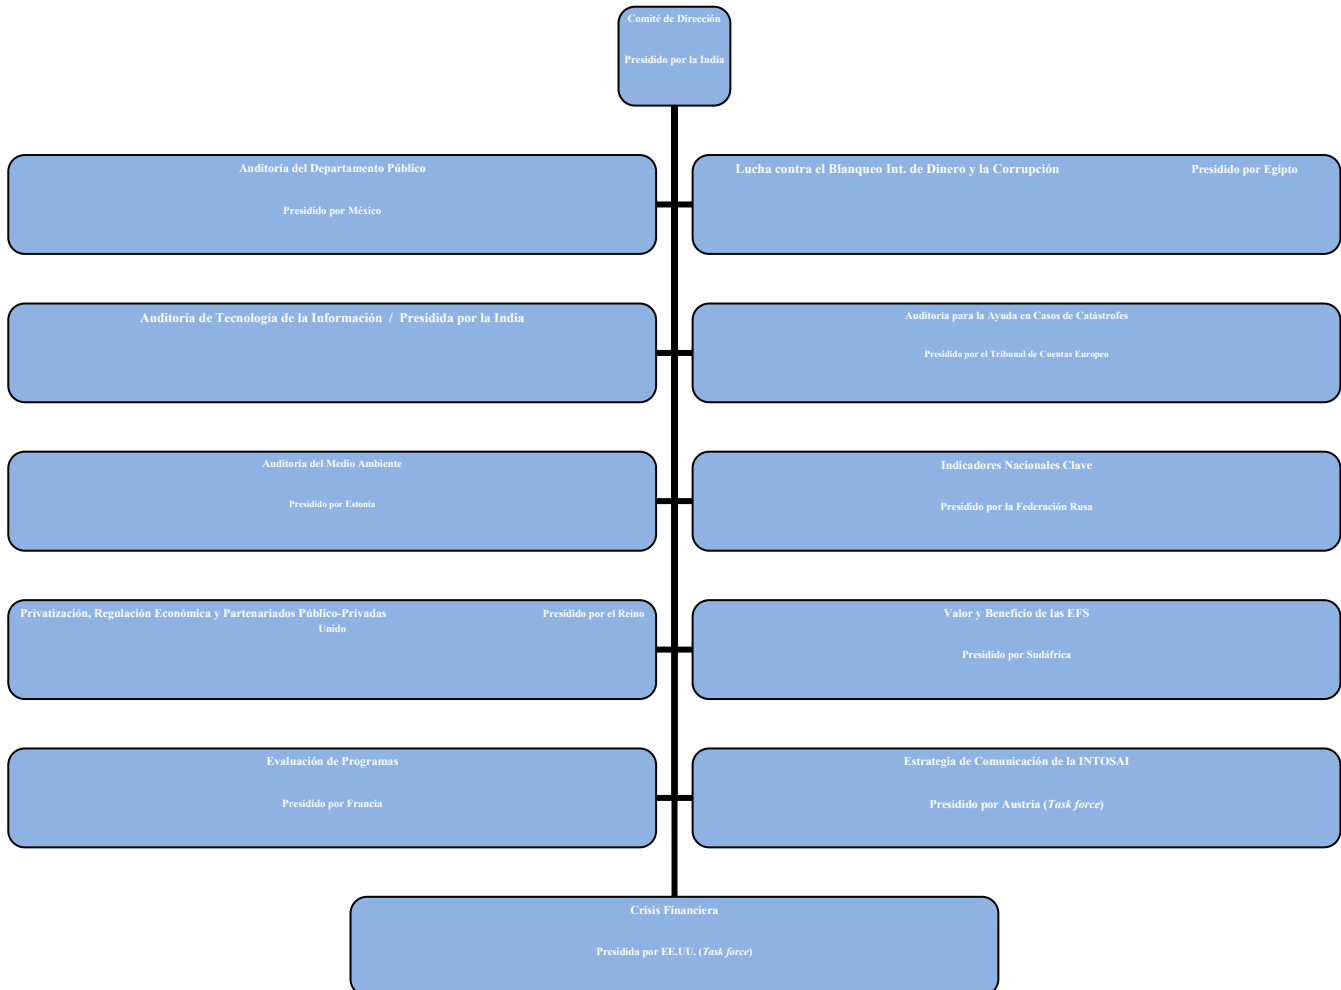 Comité de Dirección
Presidido por la India
Auditoría del Departamento Público
Presidido por México
Lucha contra el Blanqueo Int. de Dinero y la Corrupción Presidido por Egipto
Auditoría de Tecnología de la Información / Presidida por la India
Auditoría para la Ayuda en Casos de Catástrofes
Presidido por el Tribunal de Cuentas Europeo
Auditoría del Medio Ambiente
Presidido por Estonia
Indicadores Nacionales Clave
Presidido por la Federación Rusa
Privatización, Regulación Económica y Partenariados Público-Privadas Presidido por el Reino
Unido
Valor y Beneficio de las EFS
Presidido por Sudáfrica
Evaluación de Programas
Presidido por Francia
Estrategia de Comunicación de la INTOSAI
Presidido por Austria (Task force)
Crisis Financiera
Presidida por EE.UU. (Task force)